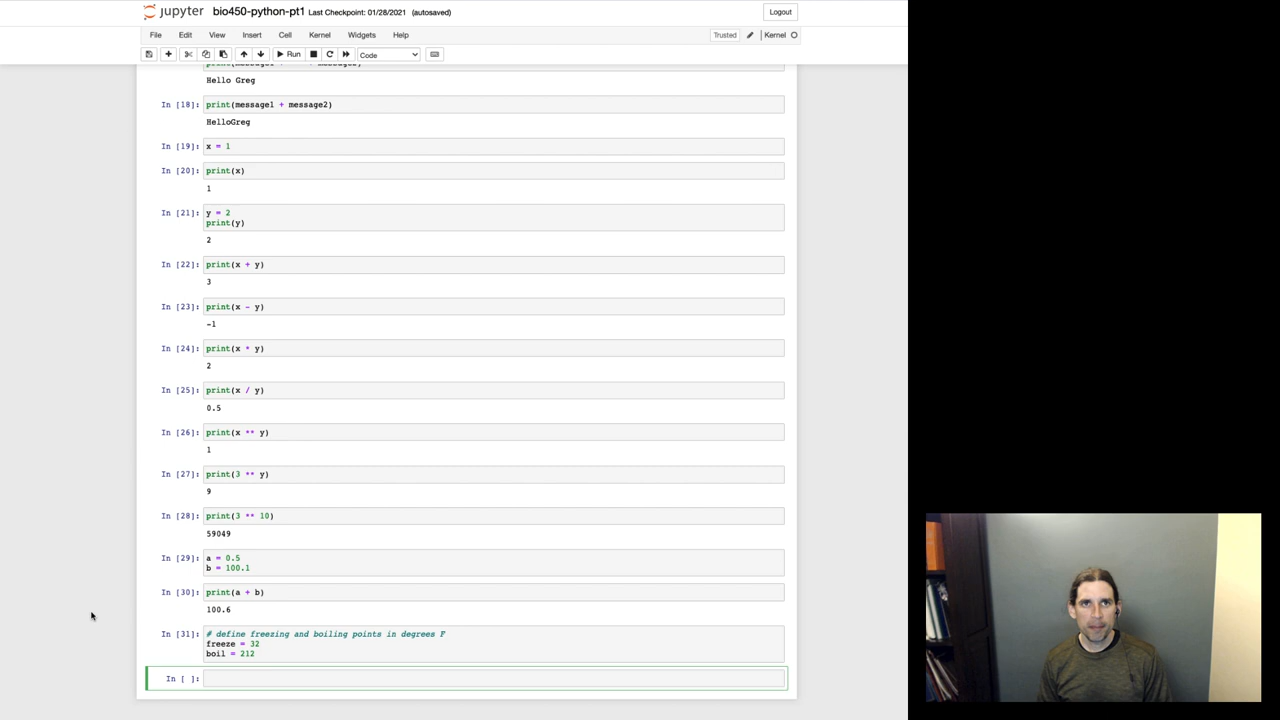 jupyter bio450-python-pt1 Last Checkpoint: 01/28/2021 (autosaved)
Logout
File Edit View Insert Cell Kernel Widgets Help
Trusted Kernel
Run Code
Hello Greg
In [18]: print(message1 + message2)
HelloGreg
In [19]: x = 1
In [20]: print(x)
1
In [21]: y = 2
print(y)
2
In [22]: print(x + y)
3
In [23]: print(x - y)
-1
In [24]: print(x * y)
2
In [25]: print(x / y)
0.5
In [26]: print(x ** y)
1
In [27]: print(3 ** y)
9
In [28]: print(3 ** 10)
59049
In [29]: a = 0.5
b = 100.1
In [30]: print(a + b)
100.6
In [31]: # define freezing and boiling points in degrees F
freeze = 32
boil = 212
In [ ]: